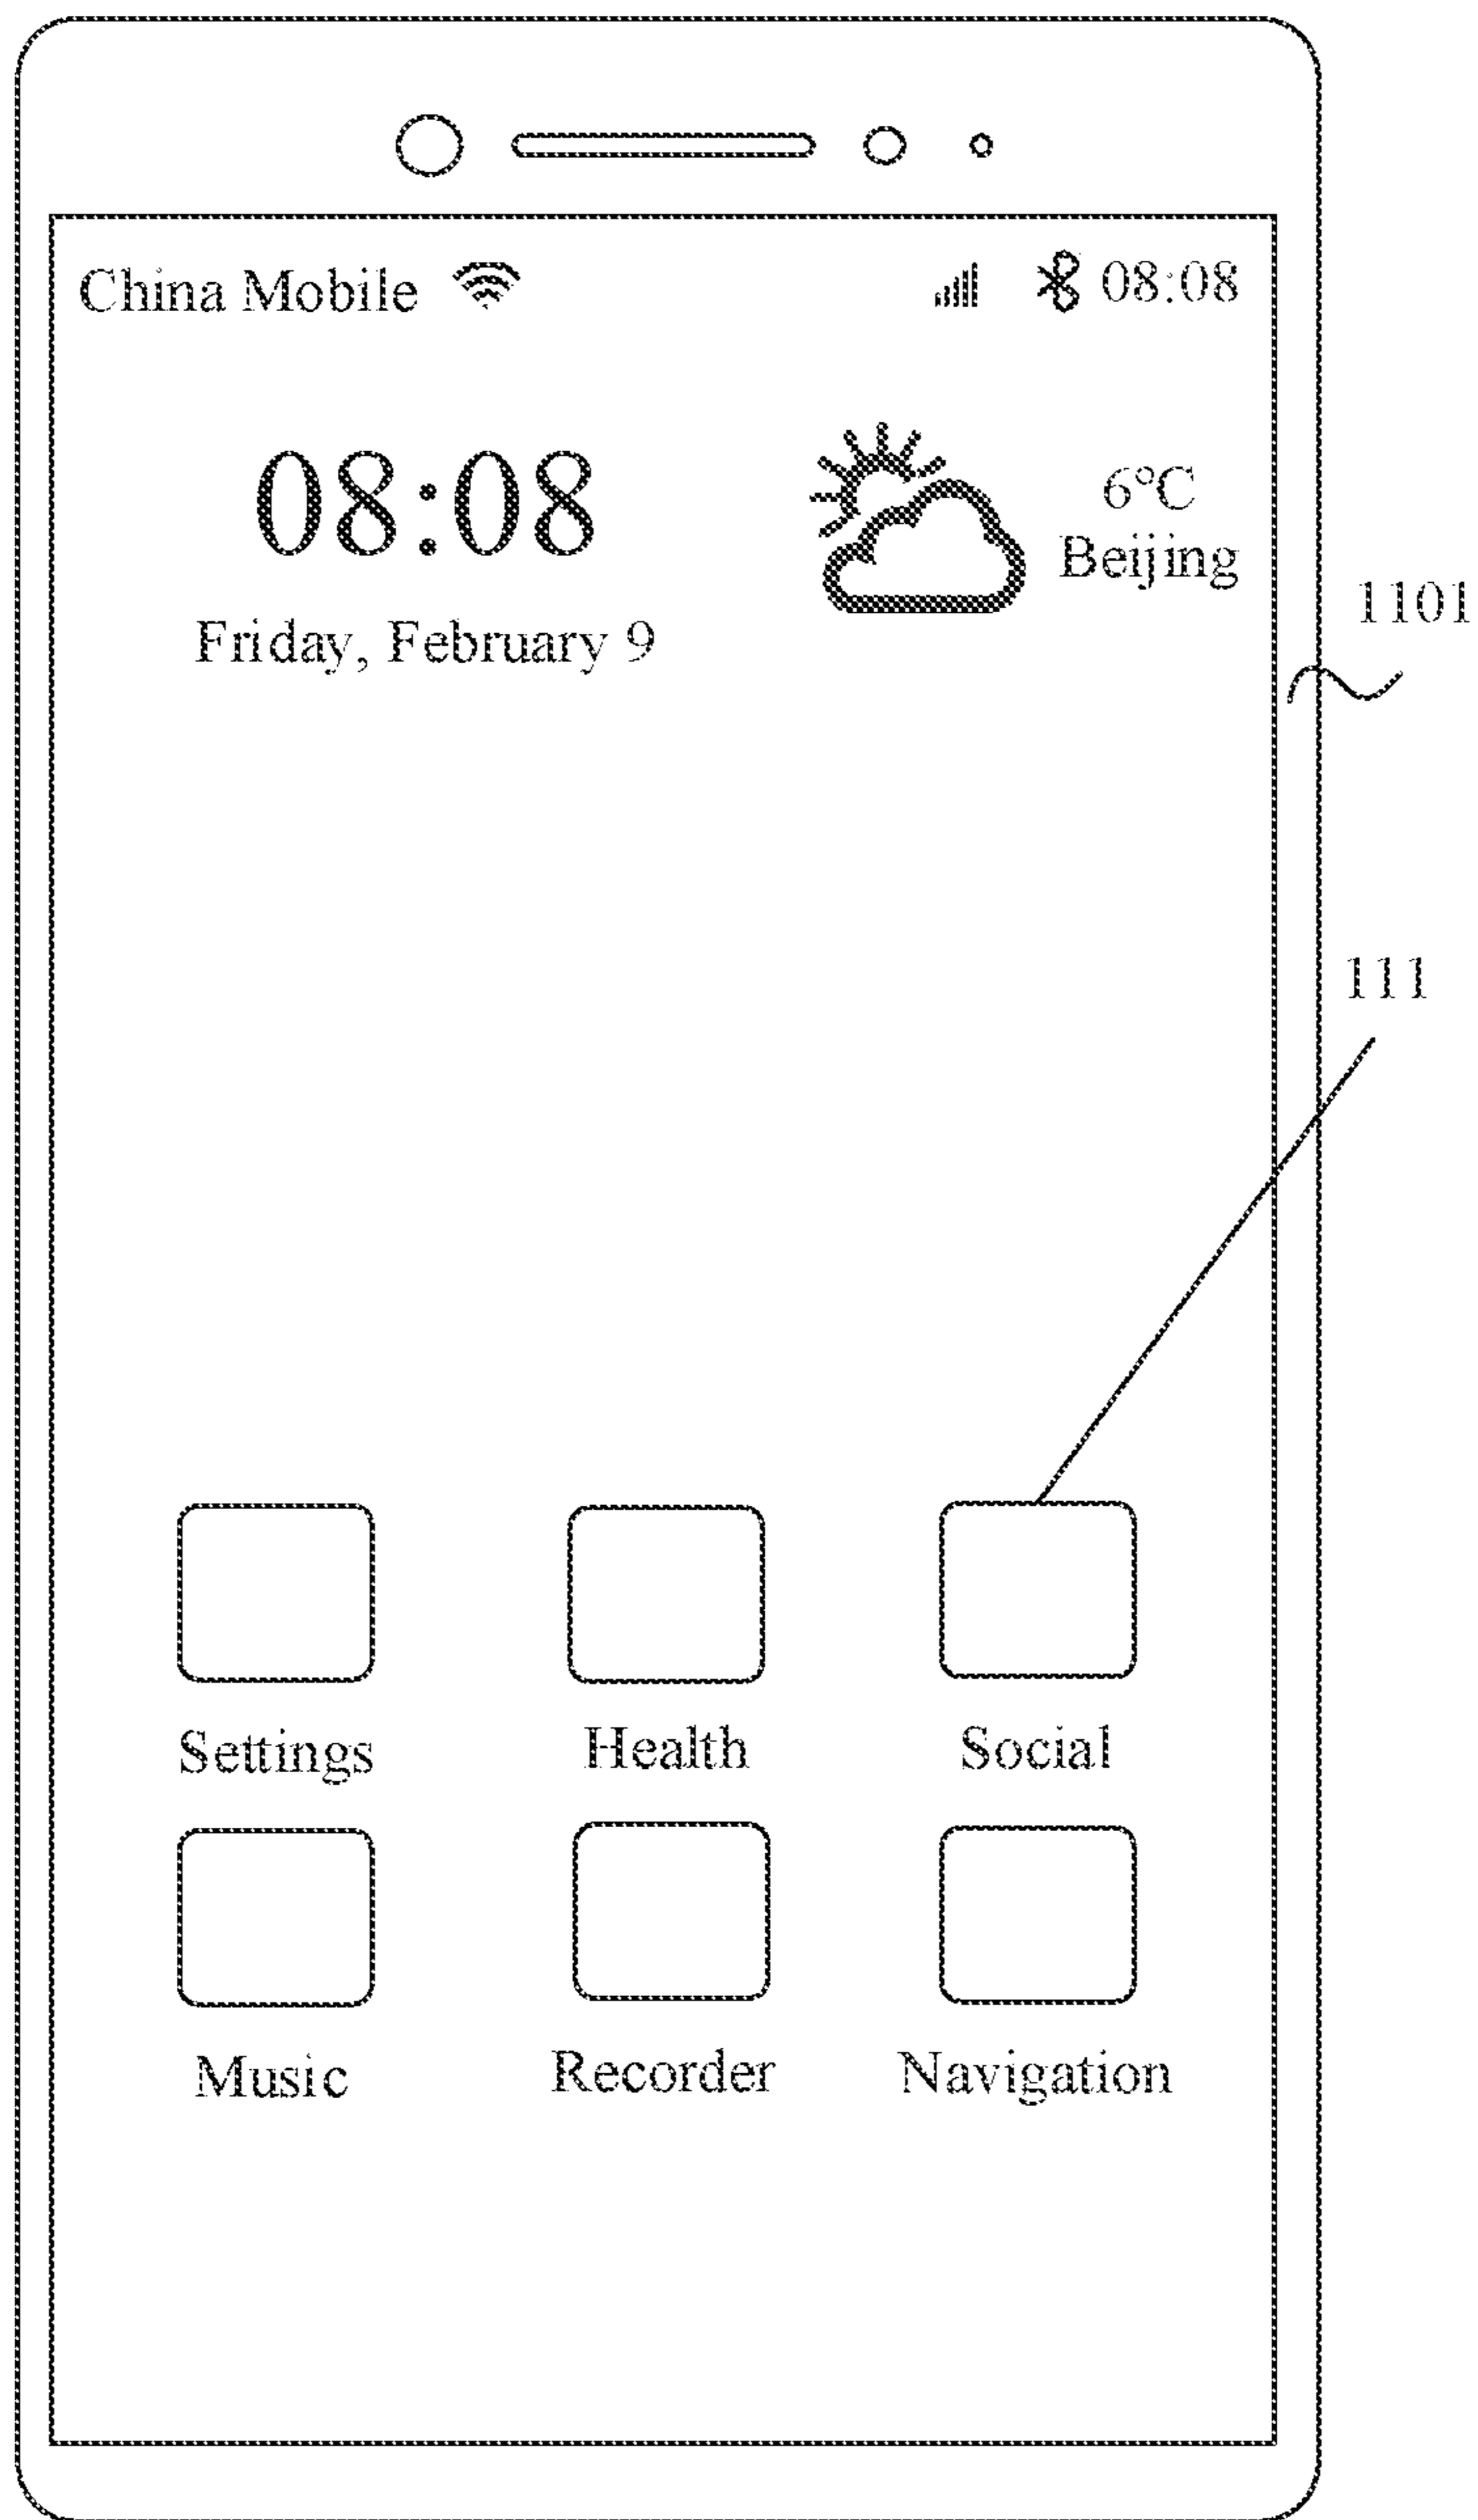 China Mobile 08:08
08:08
6°C
Beijing
Friday, February 9
1101
111
Settings Health Social
Music Recorder Navigation